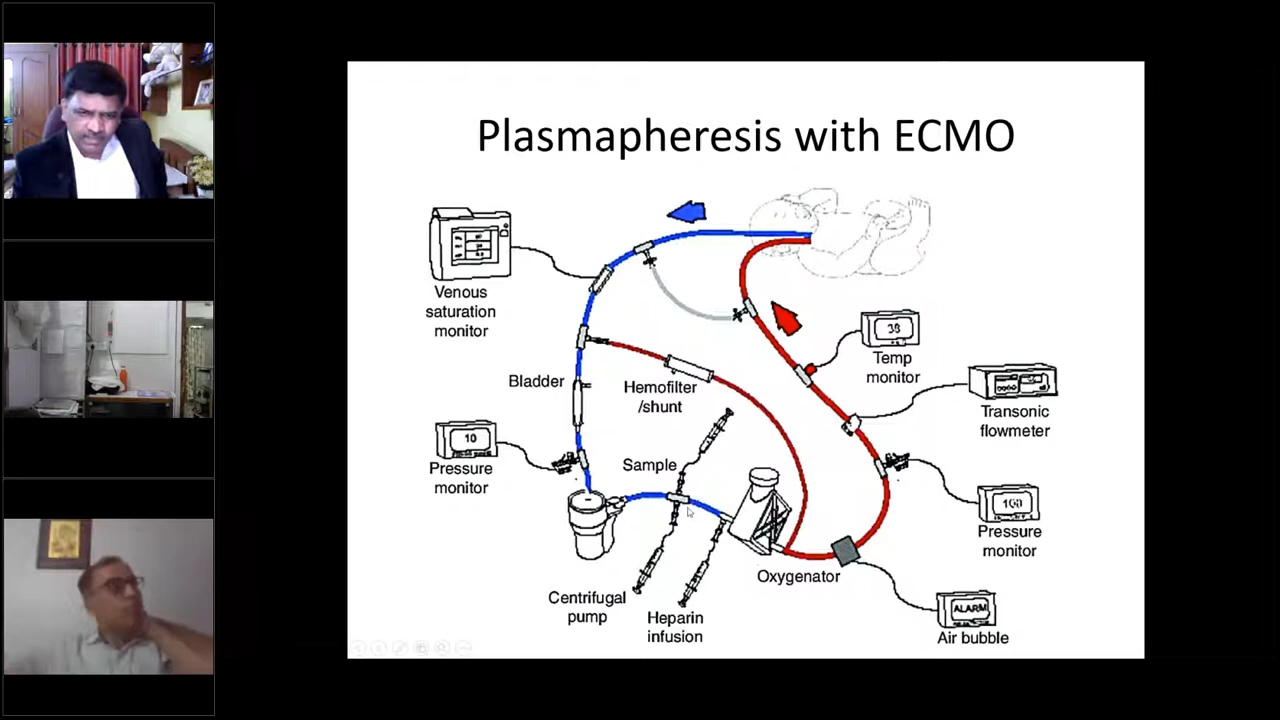 Plasmapheresis with ECMO
Venous
saturation
monitor
38
Temp
monitor
Bladder
Hemofilter
/shunt
Transonic
flowmeter
10
Pressure
monitor
Sample
100
Pressure
monitor
Oxygenator
Centrifugal
pump
Heparin
infusion
ALARM
Air bubble